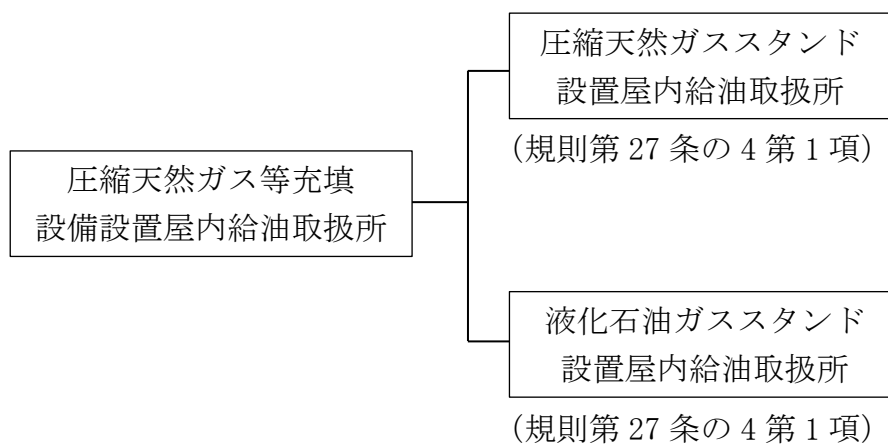 圧縮天然ガス等充填
設備設置屋内給油取扱所
圧縮天然ガススタンド
設置屋内給油取扱所
（規則第 27 条の 4 第 1 項）
液化石油ガススタンド
設置屋内給油取扱所
（規則第 27 条の 4 第 1 項）